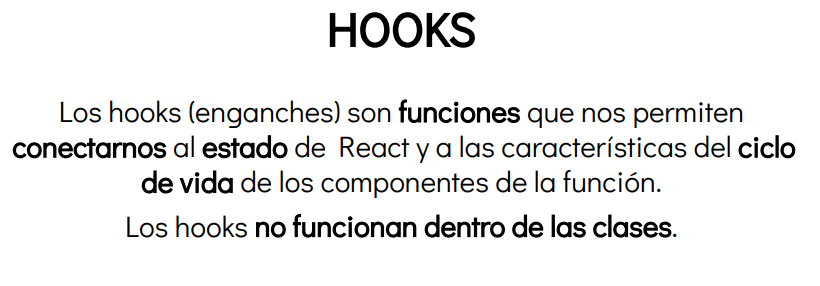 HOOKS
Los hooks (enganches) son funciones que nos permiten
conectarnos al estado de React y a las características del ciclo
de vida de los componentes de la función.
Los hooks no funcionan dentro de las clases.